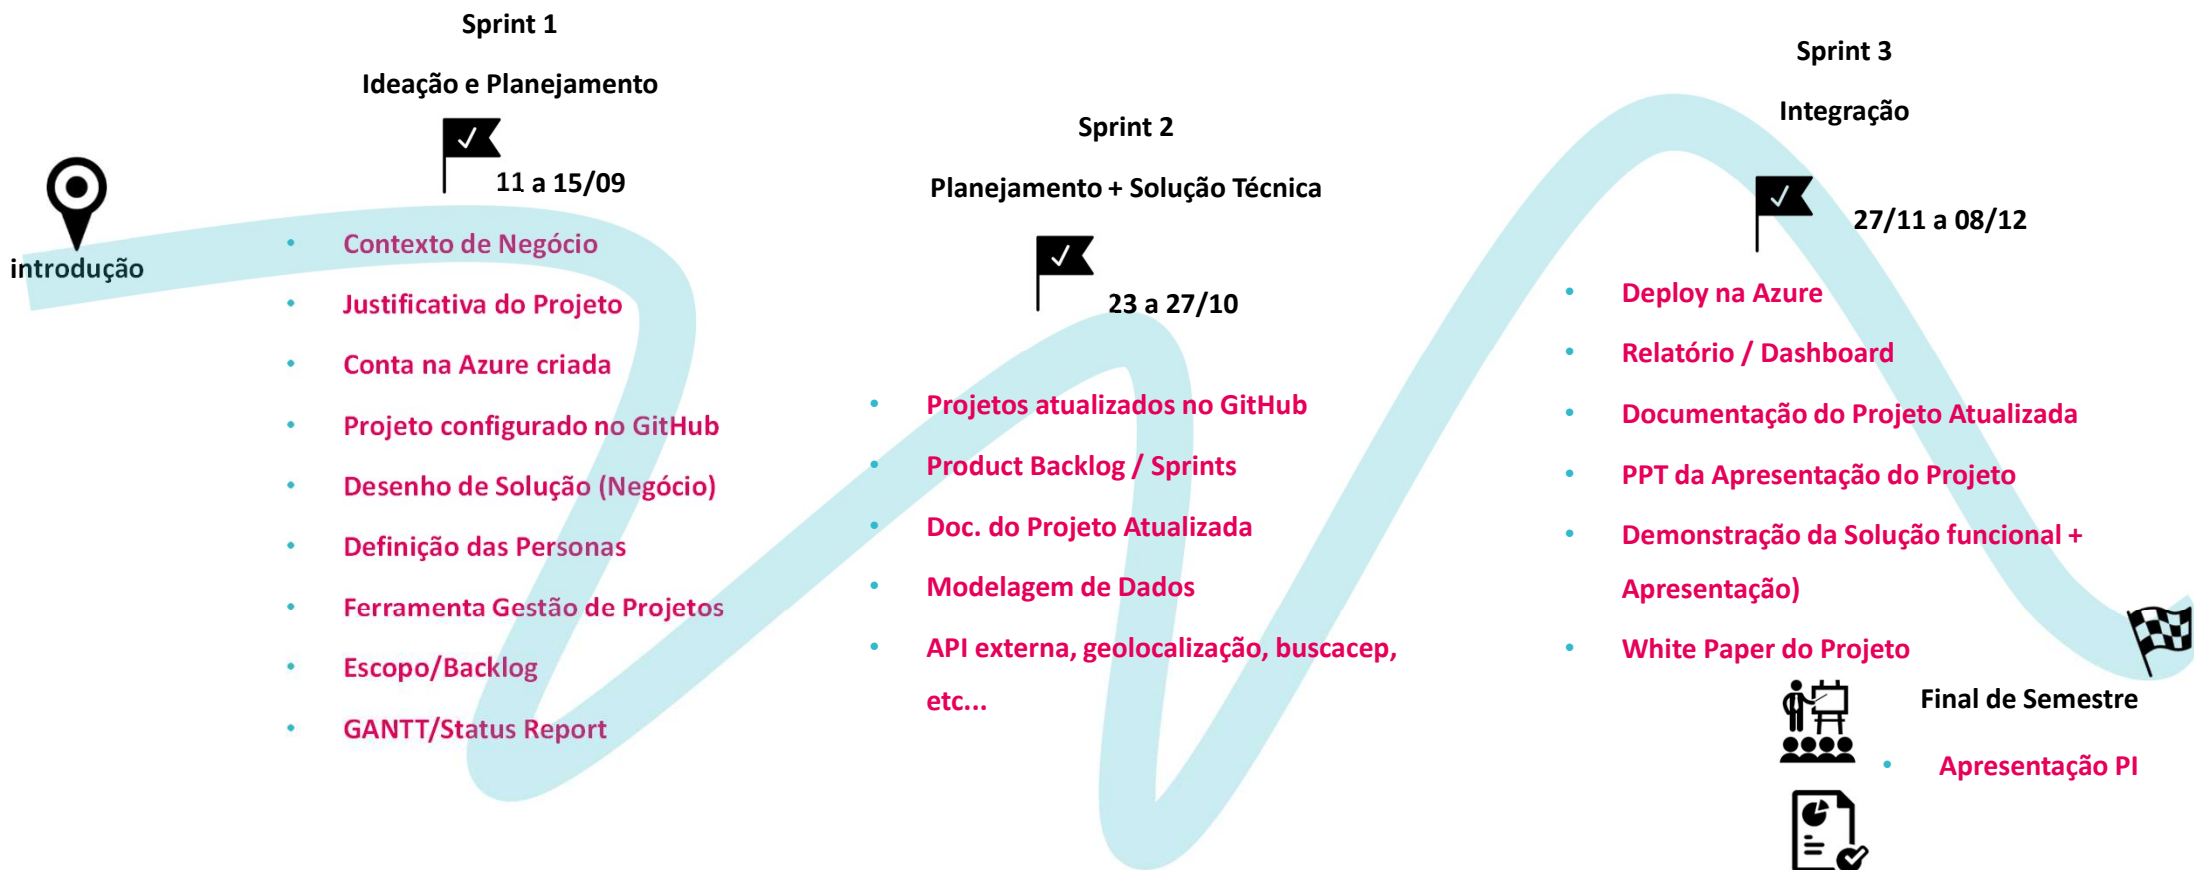 introdução
Sprint 1
Ideação e Planejamento
11 a 15/09
• Contexto de Negócio
• Justificativa do Projeto
• Conta na Azure criada
• Projeto configurado no GitHub
• Desenho de Solução (Negócio)
• Definição das Personas
• Ferramenta Gestão de Projetos
• Escopo/Backlog
• GANTT/Status Report
Sprint 2
Planejamento + Solução Técnica
23 a 27/10
• Projetos atualizados no GitHub
• Product Backlog / Sprints
• Doc. do Projeto Atualizada
• Modelagem de Dados
• API externa, geolocalização, buscacep,
etc...
Sprint 3
Integração
27/11 a 08/12
• Deploy na Azure
• Relatório / Dashboard
• Documentação do Projeto Atualizada
• PPT da Apresentação do Projeto
• Demonstração da Solução funcional +
Apresentação)
• White Paper do Projeto
Final de Semestre
• Apresentação PI